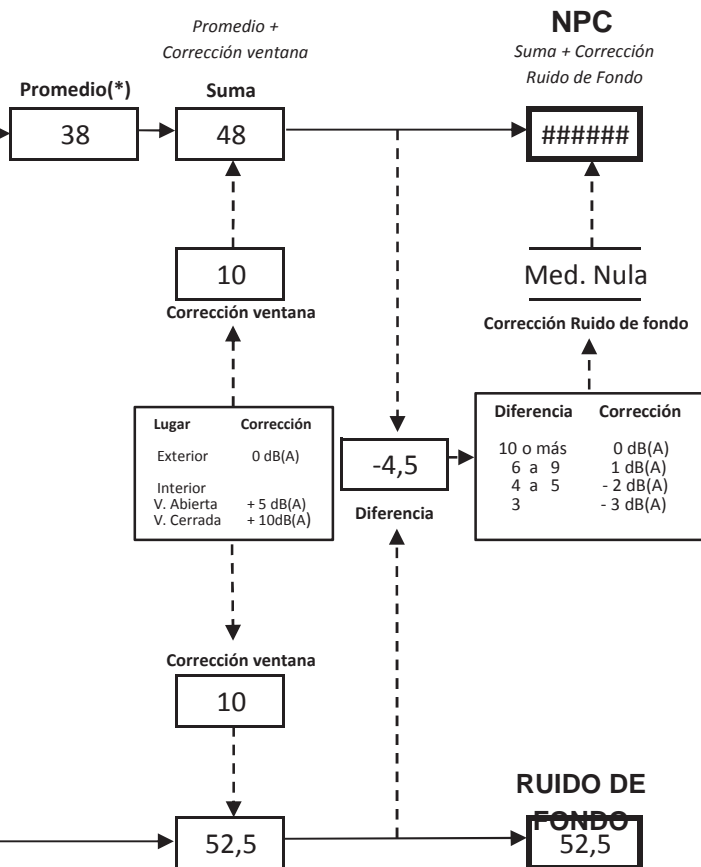 Promedio +
Corrección ventana
NPC
Suma + Corrección
Ruido de Fondo
Promedio(*)
Suma
38
48
######
10
Corrección ventana
Med. Nula
Corrección Ruido de fondo
Lugar Corrección
Exterior 0 dB(A)
Interior
V. Abierta + 5 dB(A)
V. Cerrada + 10dB(A)
-4,5
Diferencia
Diferencia Corrección
10 o más 0 dB(A)
6 a 9 1 dB(A)
4 a 5 - 2 dB(A)
3 - 3 dB(A)
Corrección ventana
10
RUIDO DE
FONDO
52,5
52,5